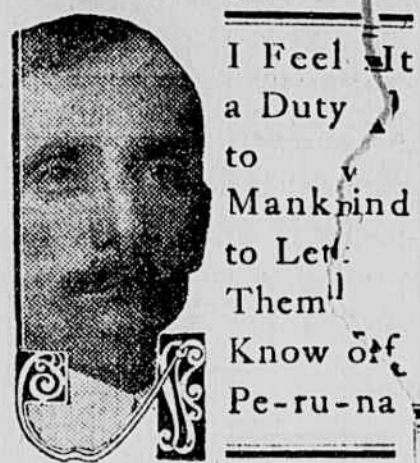 I Feel It
a Duty
to
Mankind
to Let
Them
Know of
Pe-ru-na